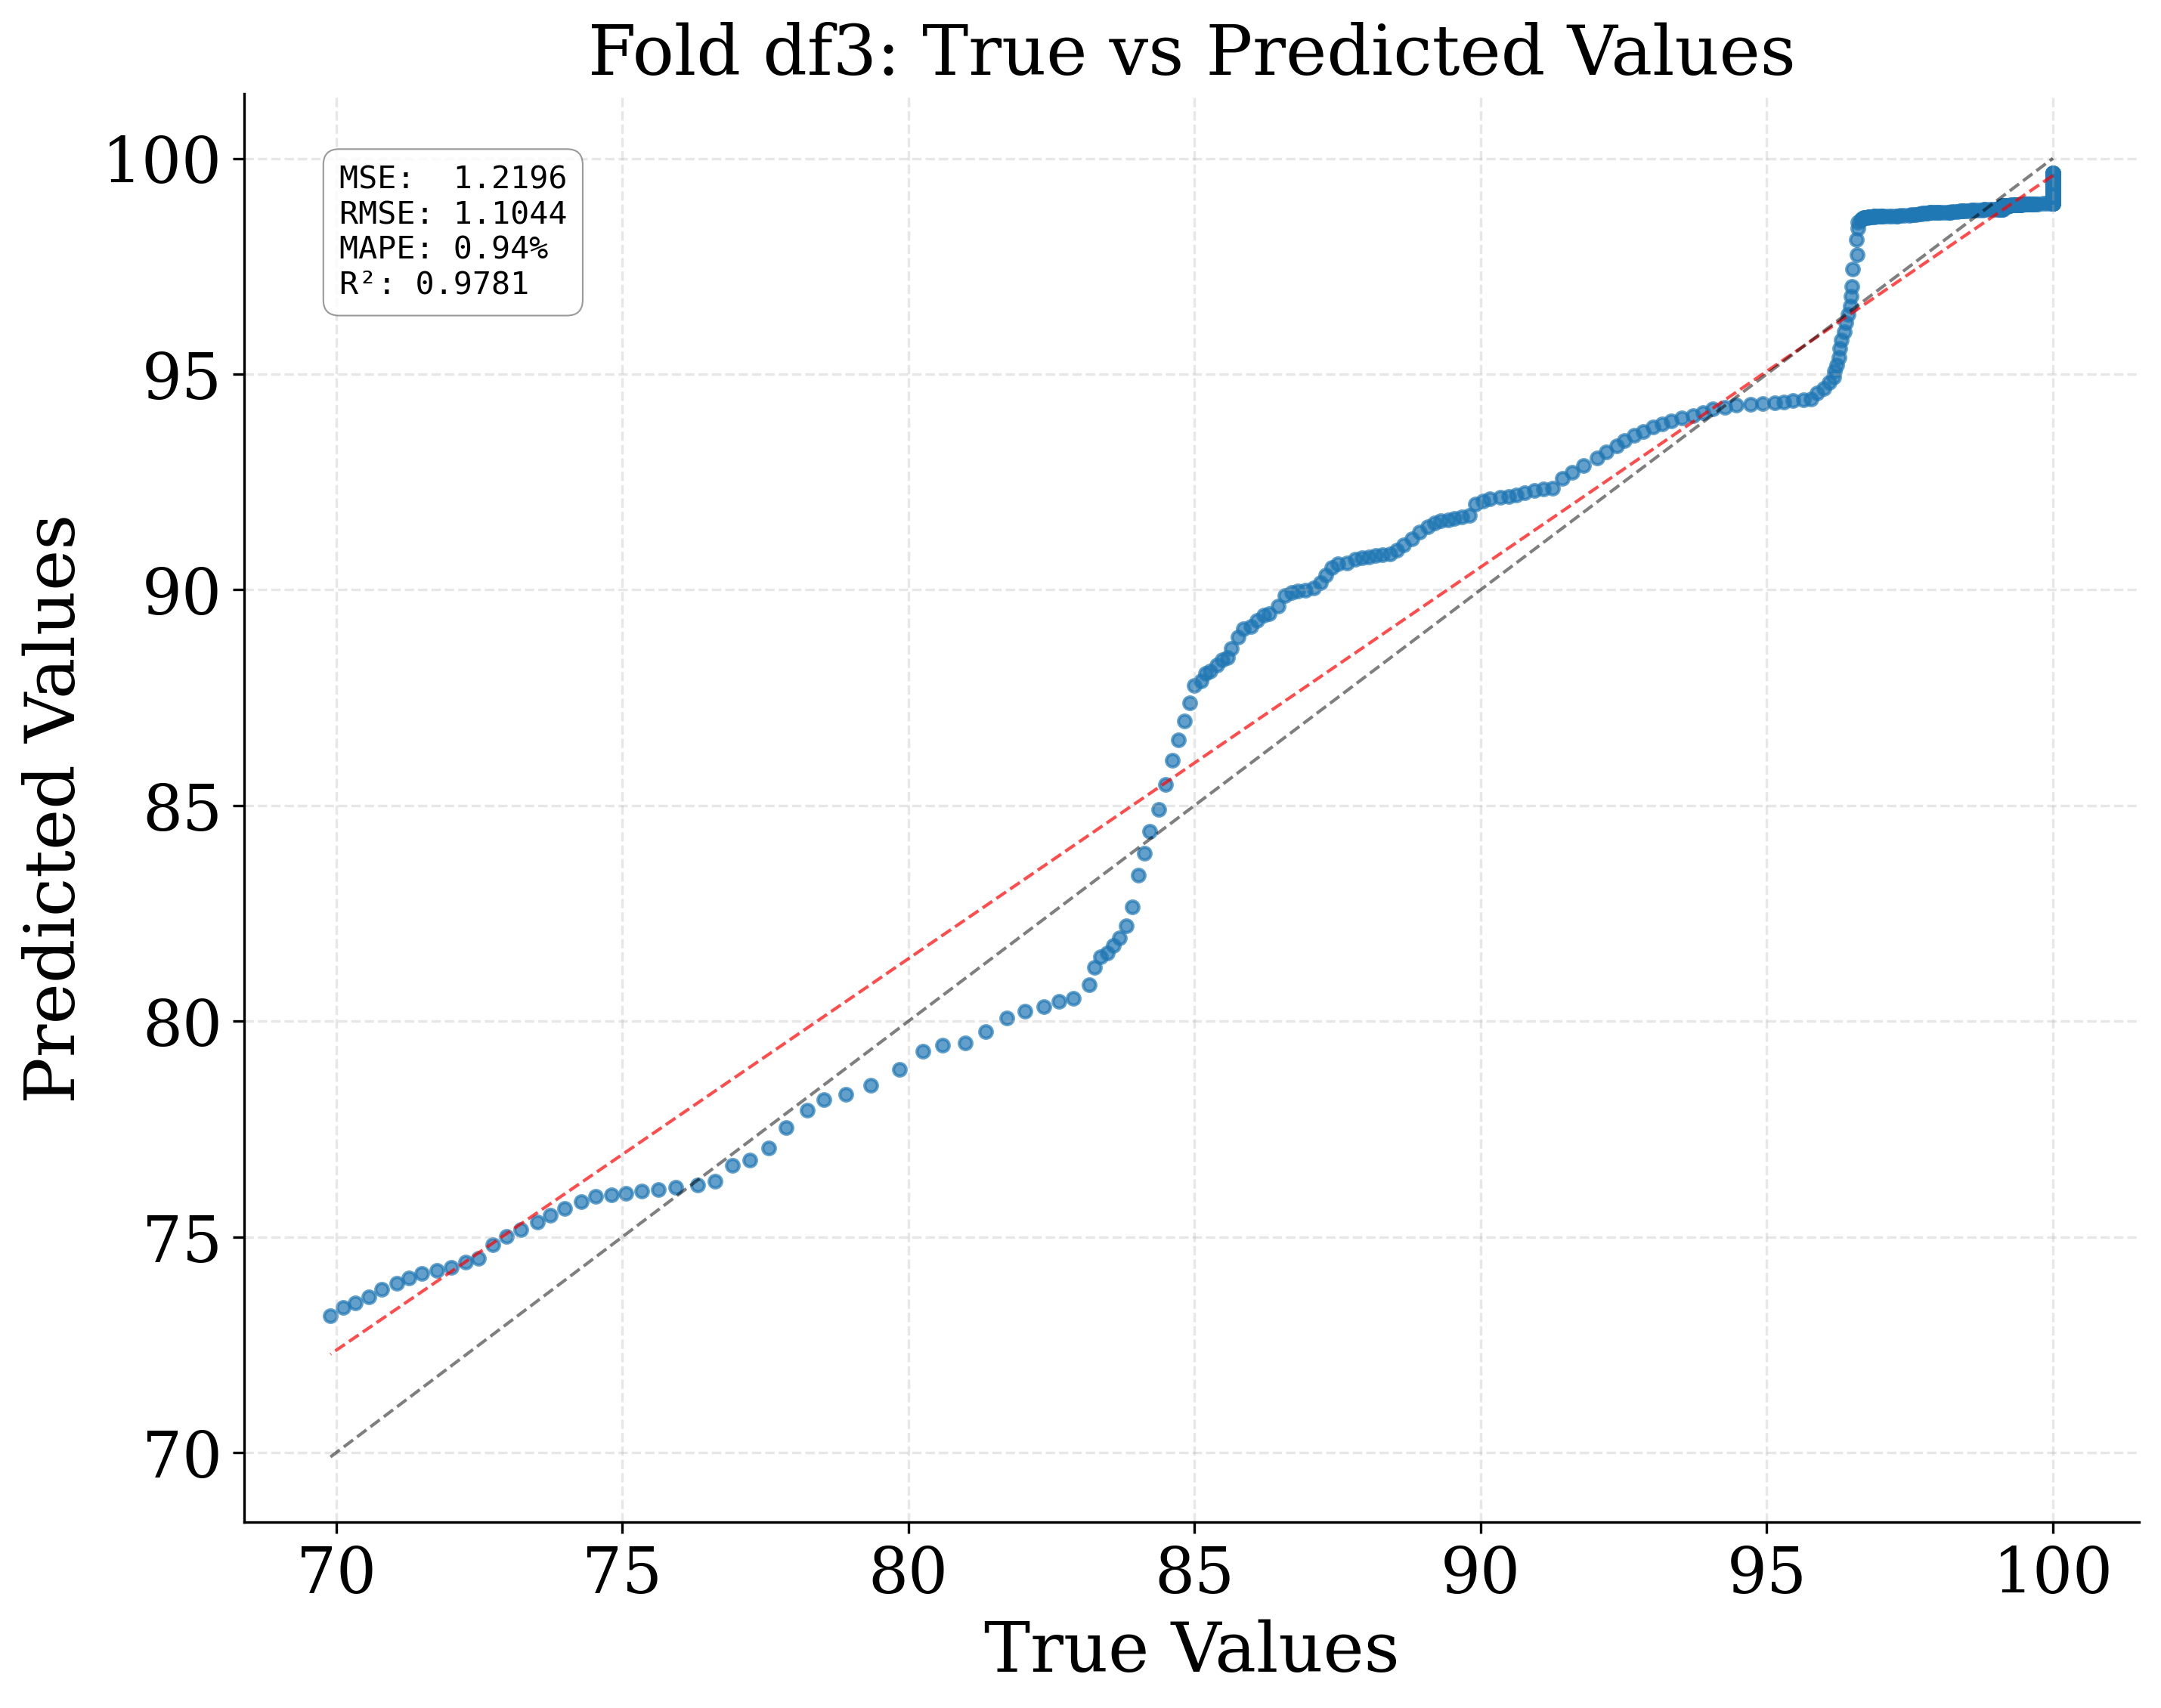 Fold df3: True vs Predicted Values
MSE:  1.2196
RMSE: 1.1044
MAPE: 0.94%
R²: 0.9781
Predicted Values
100
95
90
85
80
75
70
70 75 80 85 90 95 100
True Values